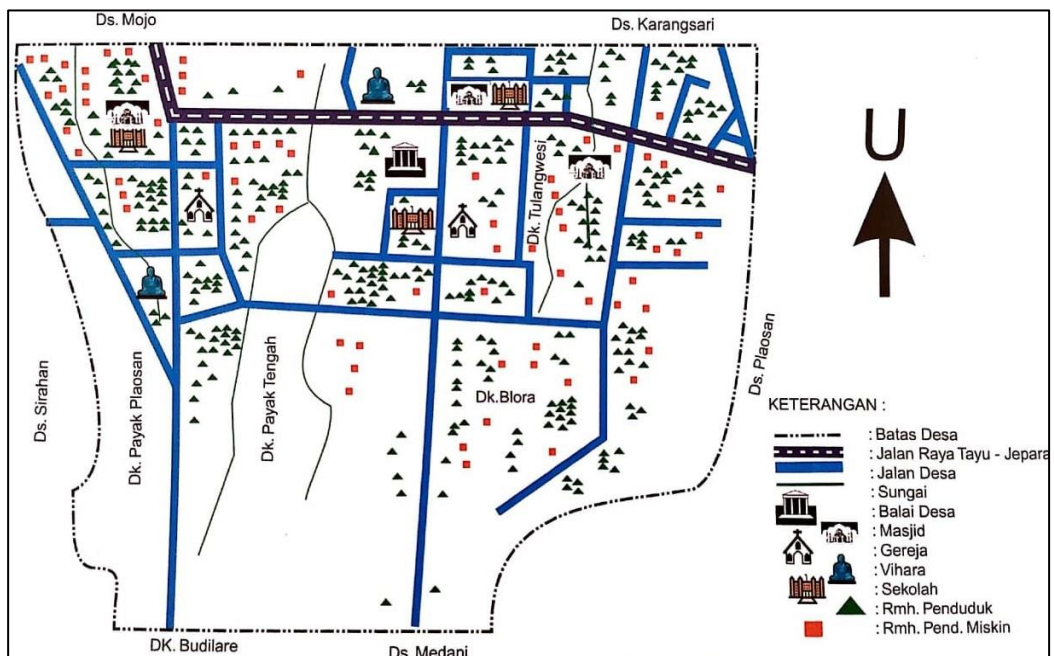 Ds. Mojo
Ds. Karangsari
U
Dk. Tulangwesi
Ds. Sirahan
Dk. Payak Plaosan
Dk. Payak Tengah
Dk.Blora
Ds. Plaosan
DK. Budilare
Ds. Medani
KETERANGAN :
: Batas Desa
: Jalan Raya Tayu - Jepara
: Jalan Desa
: Sungai
: Balai Desa
: Masjid
: Gereja
: Vihara
: Sekolah
: Rmh. Penduduk
: Rmh. Pend. Miskin